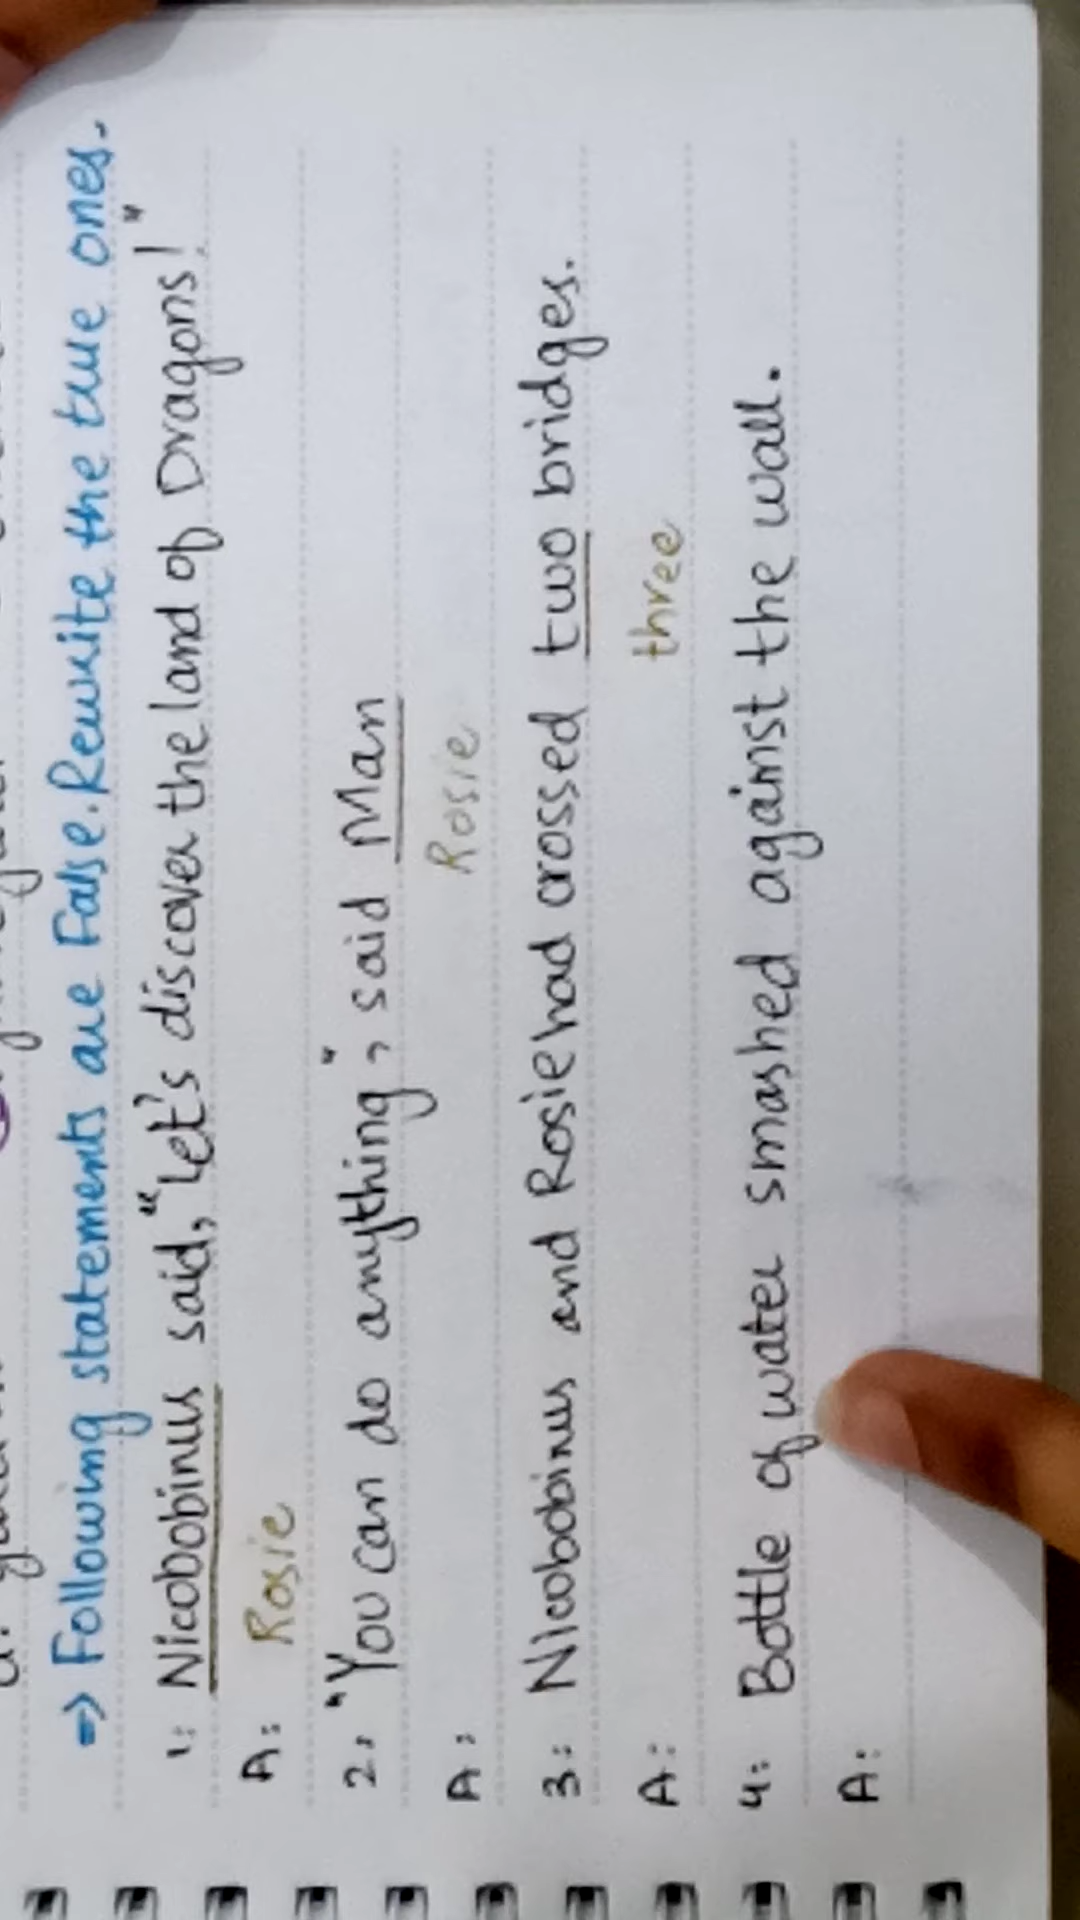 => Following statements are False. Rewrite the true ones.
1: Nicobobinus said, "Let's discover the land of Dragons!"
A: Rosie
2: "You can do anything", said Man
A: Rosie
3: Nicobobinus and Rosie had crossed two bridges.
A: three
4: Bottle of water smashed against the wall.
A: